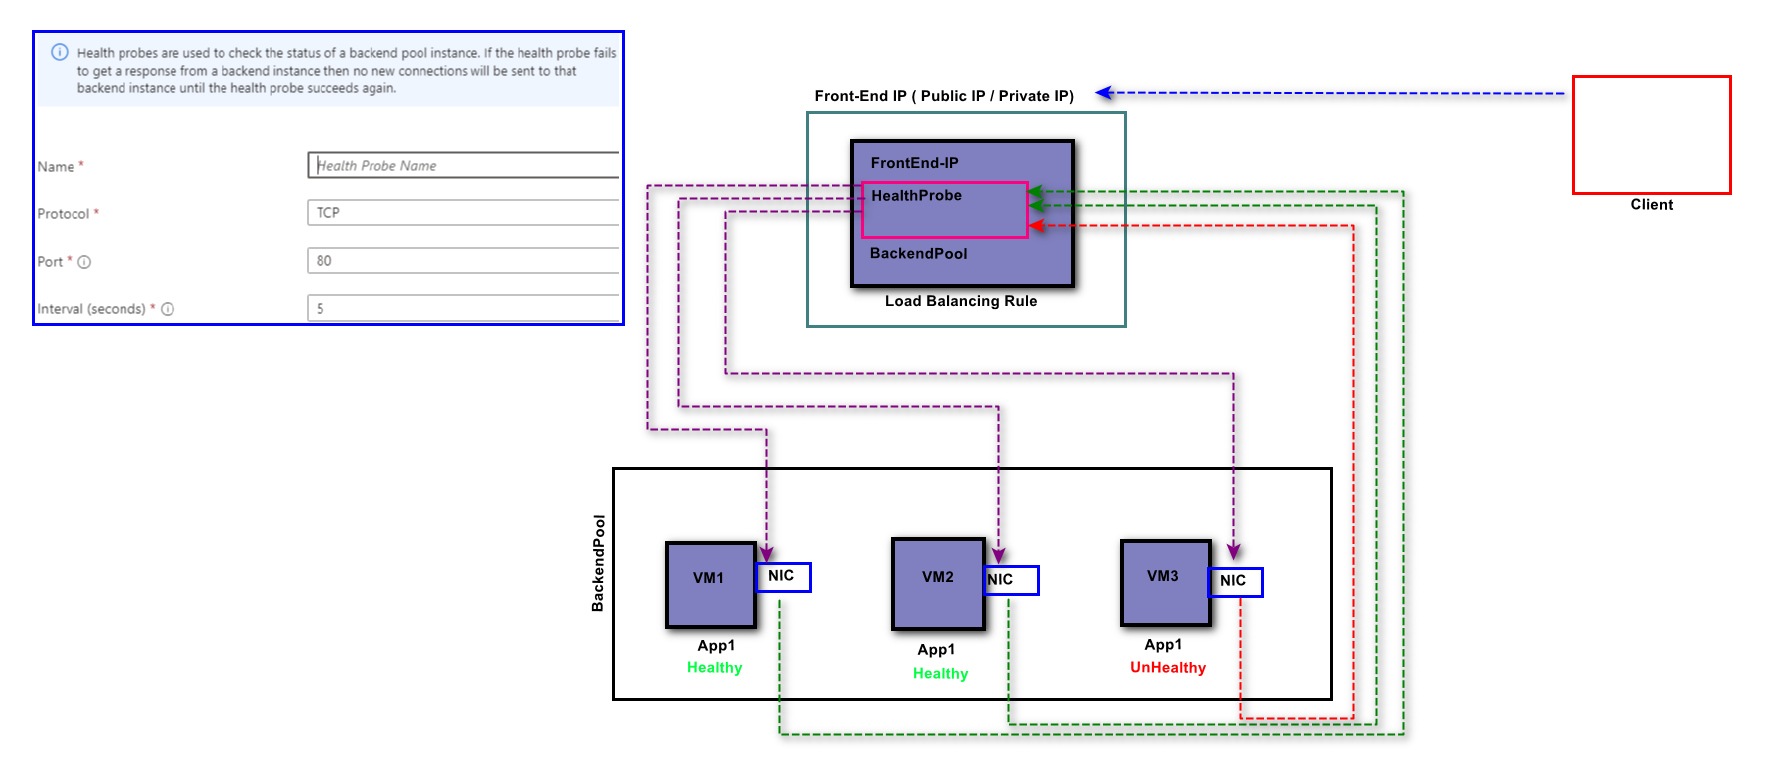 Health probes are used to check the status of a backend pool instance. If the health probe fails
to get a response from a backend instance then no new connections will be sent to that
backend instance until the health probe succeeds again.
Name *
Health Probe Name
Protocol *
TCP
Port *
80
Interval (seconds) *
5
Front-End IP ( Public IP / Private IP)
FrontEnd-IP
HealthProbe
BackendPool
Load Balancing Rule
Client
BackendPool
VM1
NIC
App1
Healthy
VM2
NIC
App1
Healthy
VM3
NIC
App1
UnHealthy